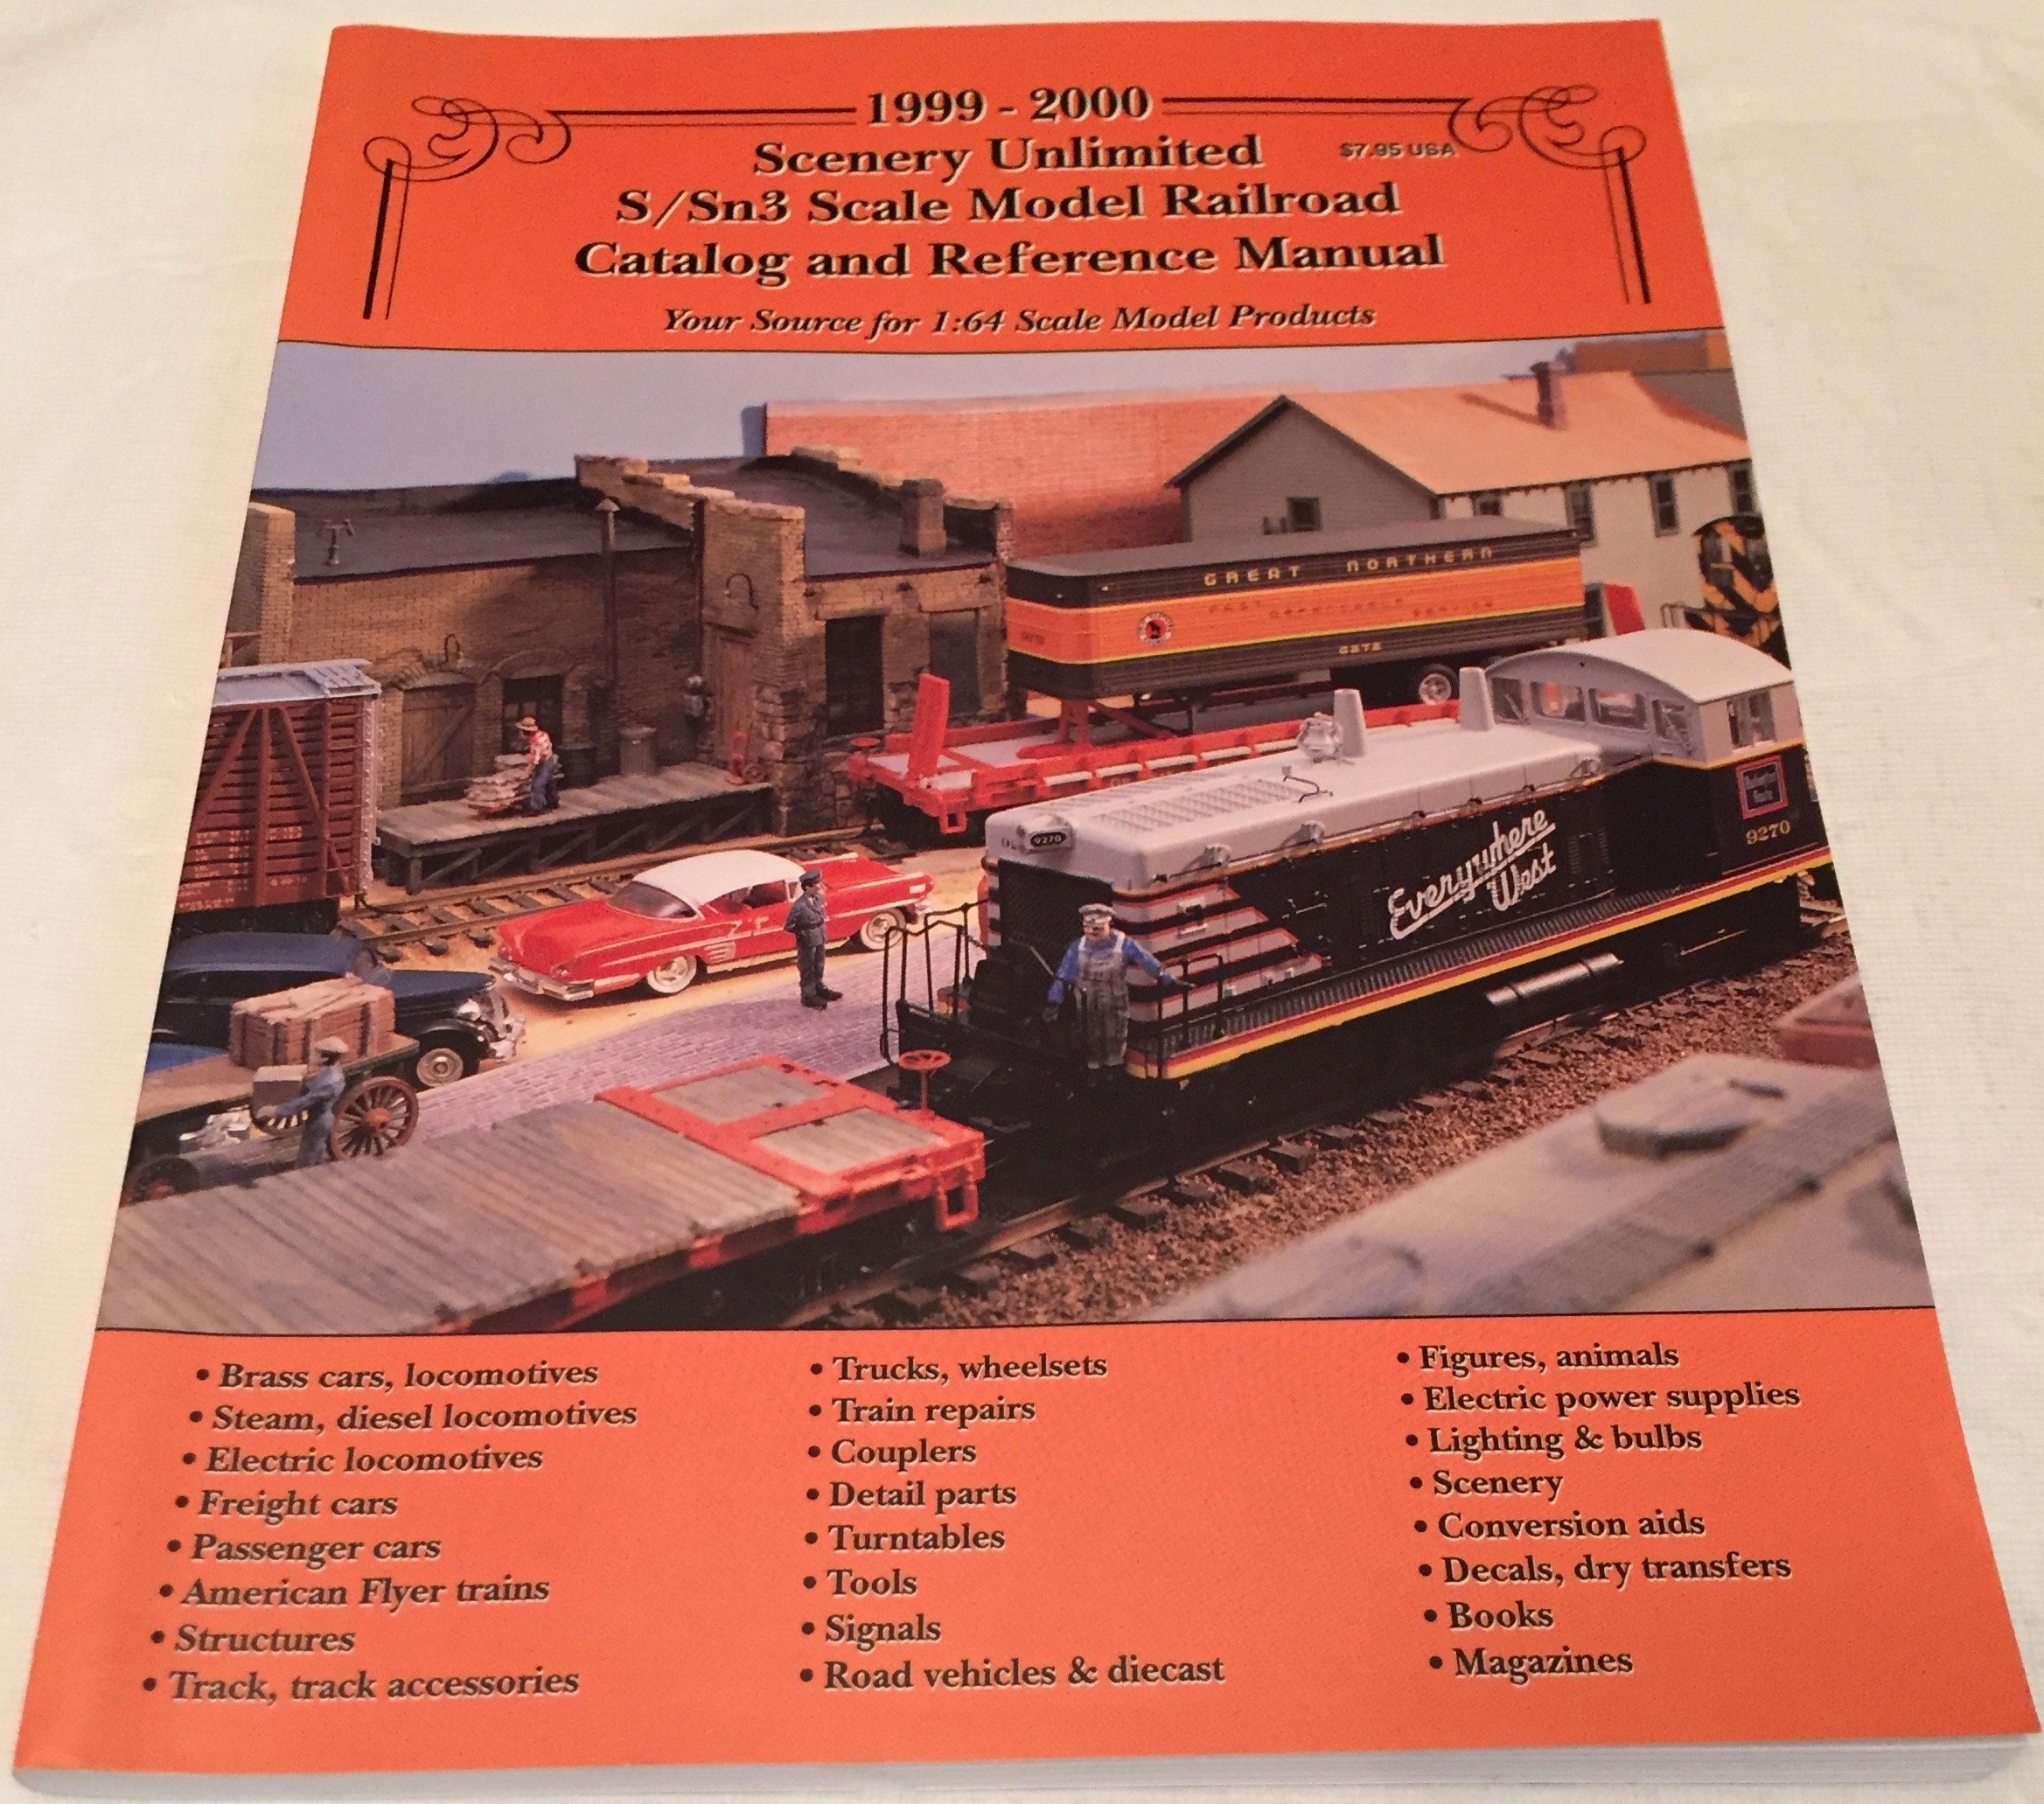 1999 - 2000
Scenery Unlimited
$7.95 USA
S/Sn3 Scale Model Railroad
Catalog and Reference Manual
Your Source for 1:64 Scale Model Products
GREAT NORTHERN
6272
9270
Everywhere
West
Burlington
Route
9270
• Brass cars, locomotives
• Steam, diesel locomotives
• Electric locomotives
• Freight cars
• Passenger cars
• American Flyer trains
• Structures
• Track, track accessories
• Trucks, wheelsets
• Train repairs
• Couplers
• Detail parts
• Turntables
• Tools
• Signals
• Road vehicles & diecast
• Figures, animals
• Electric power supplies
• Lighting & bulbs
• Scenery
• Conversion aids
• Decals, dry transfers
• Books
• Magazines